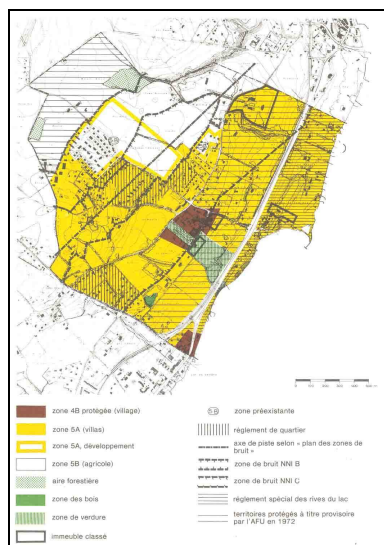 zone 4B protégée (village)
zone 5A (villas)
zone 5A, développement
zone 5B (agricole)
aire forestière
zone des bois
zone de verdure
immeuble classé
5B zone préexistante
règlement de quartier
axe de piste selon « plan des zones de
bruit »
zone de bruit NNI B
zone de bruit NNI C
règlement spécial des rives du lac
territoires protégés à titre provisoire
par l'AFU en 1972